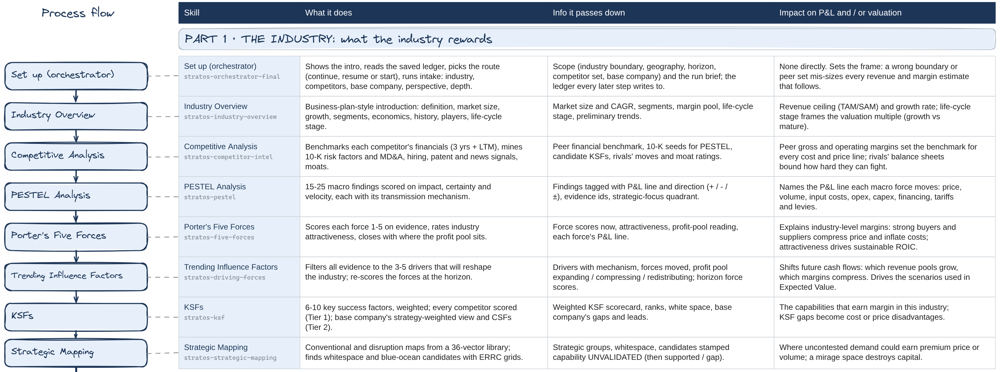 Process flow
Skill
What it does
Info it passes down
Impact on P&L and / or valuation
PART 1 · THE INDUSTRY: what the industry rewards
Set up (orchestrator)
Set up (orchestrator)
stratos-orchestrator-final
Shows the intro, reads the saved ledger, picks the route
(continue, resume or start), runs intake: industry,
competitors, base company, perspective, depth.
Scope (industry boundary, geography, horizon,
competitor set, base company) and the run brief; the
ledger every later step writes to.
None directly. Sets the frame: a wrong boundary or
peer set mis-sizes every revenue and margin estimate
that follows.
Industry Overview
Industry Overview
stratos-industry-overview
Business-plan-style introduction: definition, market size,
growth, segments, economics, history, players, life-cycle
stage.
Market size and CAGR, segments, margin pool, life-cycle
stage, preliminary trends.
Revenue ceiling (TAM/SAM) and growth rate; life-cycle
stage frames the valuation multiple (growth vs
mature).
Competitive Analysis
Competitive Analysis
stratos-competitor-intel
Benchmarks each competitor's financials (3 yrs + LTM), mines
10-K risk factors and MD&A, hiring, patent and news signals,
moats.
Peer financial benchmark, 10-K seeds for PESTEL,
candidate KSFs, rivals' moves and moat ratings.
Peer gross and operating margins set the benchmark for
every cost and price line; rivals' balance sheets
bound how hard they can fight.
PESTEL Analysis
PESTEL Analysis
stratos-pestel
15-25 macro findings scored on impact, certainty and
velocity, each with its transmission mechanism.
Findings tagged with P&L line and direction (+ / - /
±), evidence ids, strategic-focus quadrant.
Names the P&L line each macro force moves: price,
volume, input costs, opex, capex, financing, tariffs
and levies.
Porter's Five Forces
Porter's Five Forces
stratos-five-forces
Scores each force 1-5 on evidence, rates industry
attractiveness, closes with where the profit pool sits.
Force scores now, attractiveness, profit-pool reading,
each force's P&L line.
Explains industry-level margins: strong buyers and
suppliers compress price and inflate costs;
attractiveness drives sustainable ROIC.
Trending Influence Factors
Trending Influence Factors
stratos-driving-forces
Filters all evidence to the 3-5 drivers that will reshape
the industry; re-scores the forces at the horizon.
Drivers with mechanism, forces moved, profit pool
expanding / compressing / redistributing; horizon force
scores.
Shifts future cash flows: which revenue pools grow,
which margins compress. Drives the scenarios used in
Expected Value.
KSFs
KSFs
stratos-ksf
6-10 key success factors, weighted; every competitor scored
(Tier 1); base company's strategy-weighted view and CSFs
(Tier 2).
Weighted KSF scorecard, ranks, white space, base
company's gaps and leads.
The capabilities that earn margin in this industry;
KSF gaps become cost or price disadvantages.
Strategic Mapping
Strategic Mapping
stratos-strategic-mapping
Conventional and disruption maps from a 36-vector library;
finds whitespace and blue-ocean candidates with ERRC grids.
Strategic groups, whitespace, candidates stamped
capability UNVALIDATED (then supported / gap).
Where uncontested demand could earn premium price or
volume; a mirage space destroys capital.